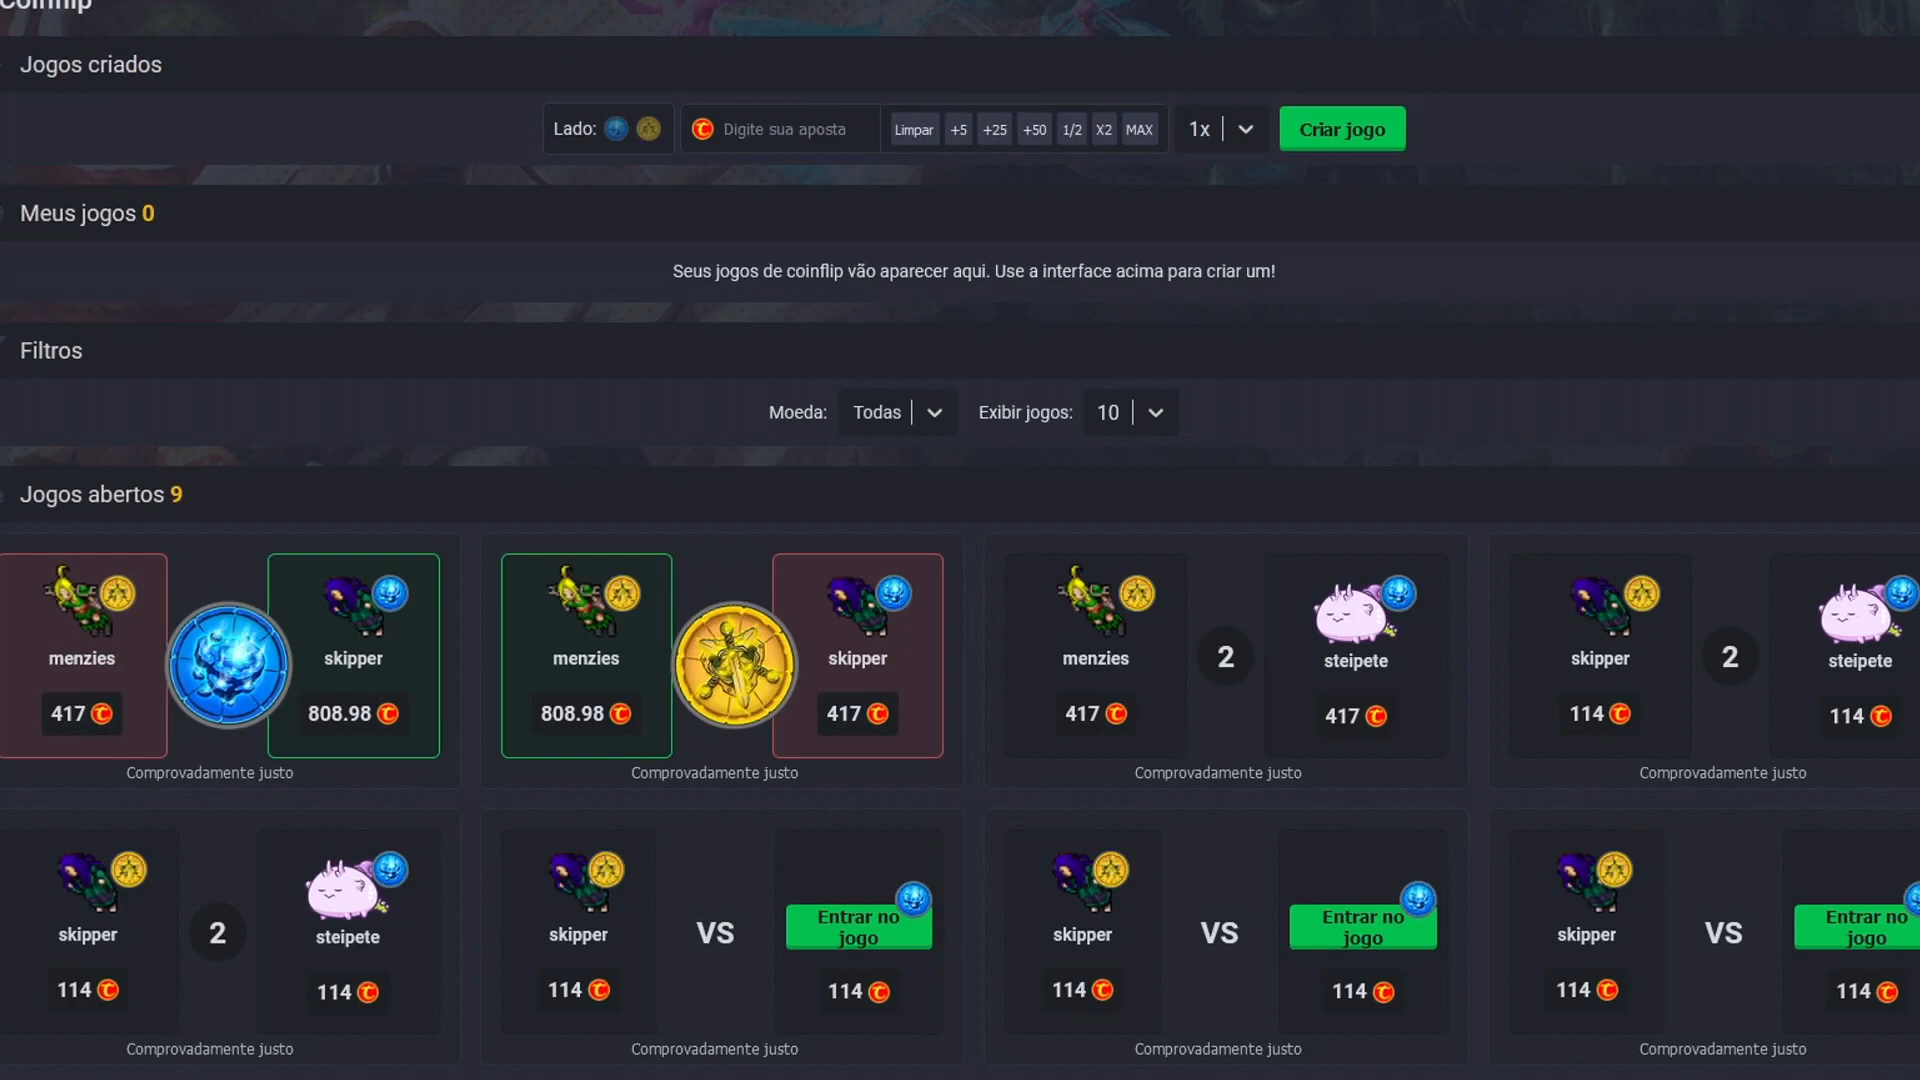 Coinflip
Jogos criados
Lado: Digite sua aposta Limpar +5 +25 +50 1/2 X2 MAX 1x Criar jogo
Meus jogos 0
Seus jogos de coinflip vão aparecer aqui. Use a interface acima para criar um!
Filtros
Moeda: Todas Exibir jogos: 10
Jogos abertos 9
menzies skipper
417 808.98
Comprovadamente justo
menzies skipper
808.98 417
Comprovadamente justo
menzies 2 steipete
417 417
Comprovadamente justo
skipper 2 steipete
114 114
Comprovadamente justo
skipper 2 steipete
114 114
Comprovadamente justo
skipper VS Entrar no
jogo
114 114
Comprovadamente justo
skipper VS Entrar no
jogo
114 114
Comprovadamente justo
skipper VS Entrar no
jogo
114 114
Comprovadamente justo